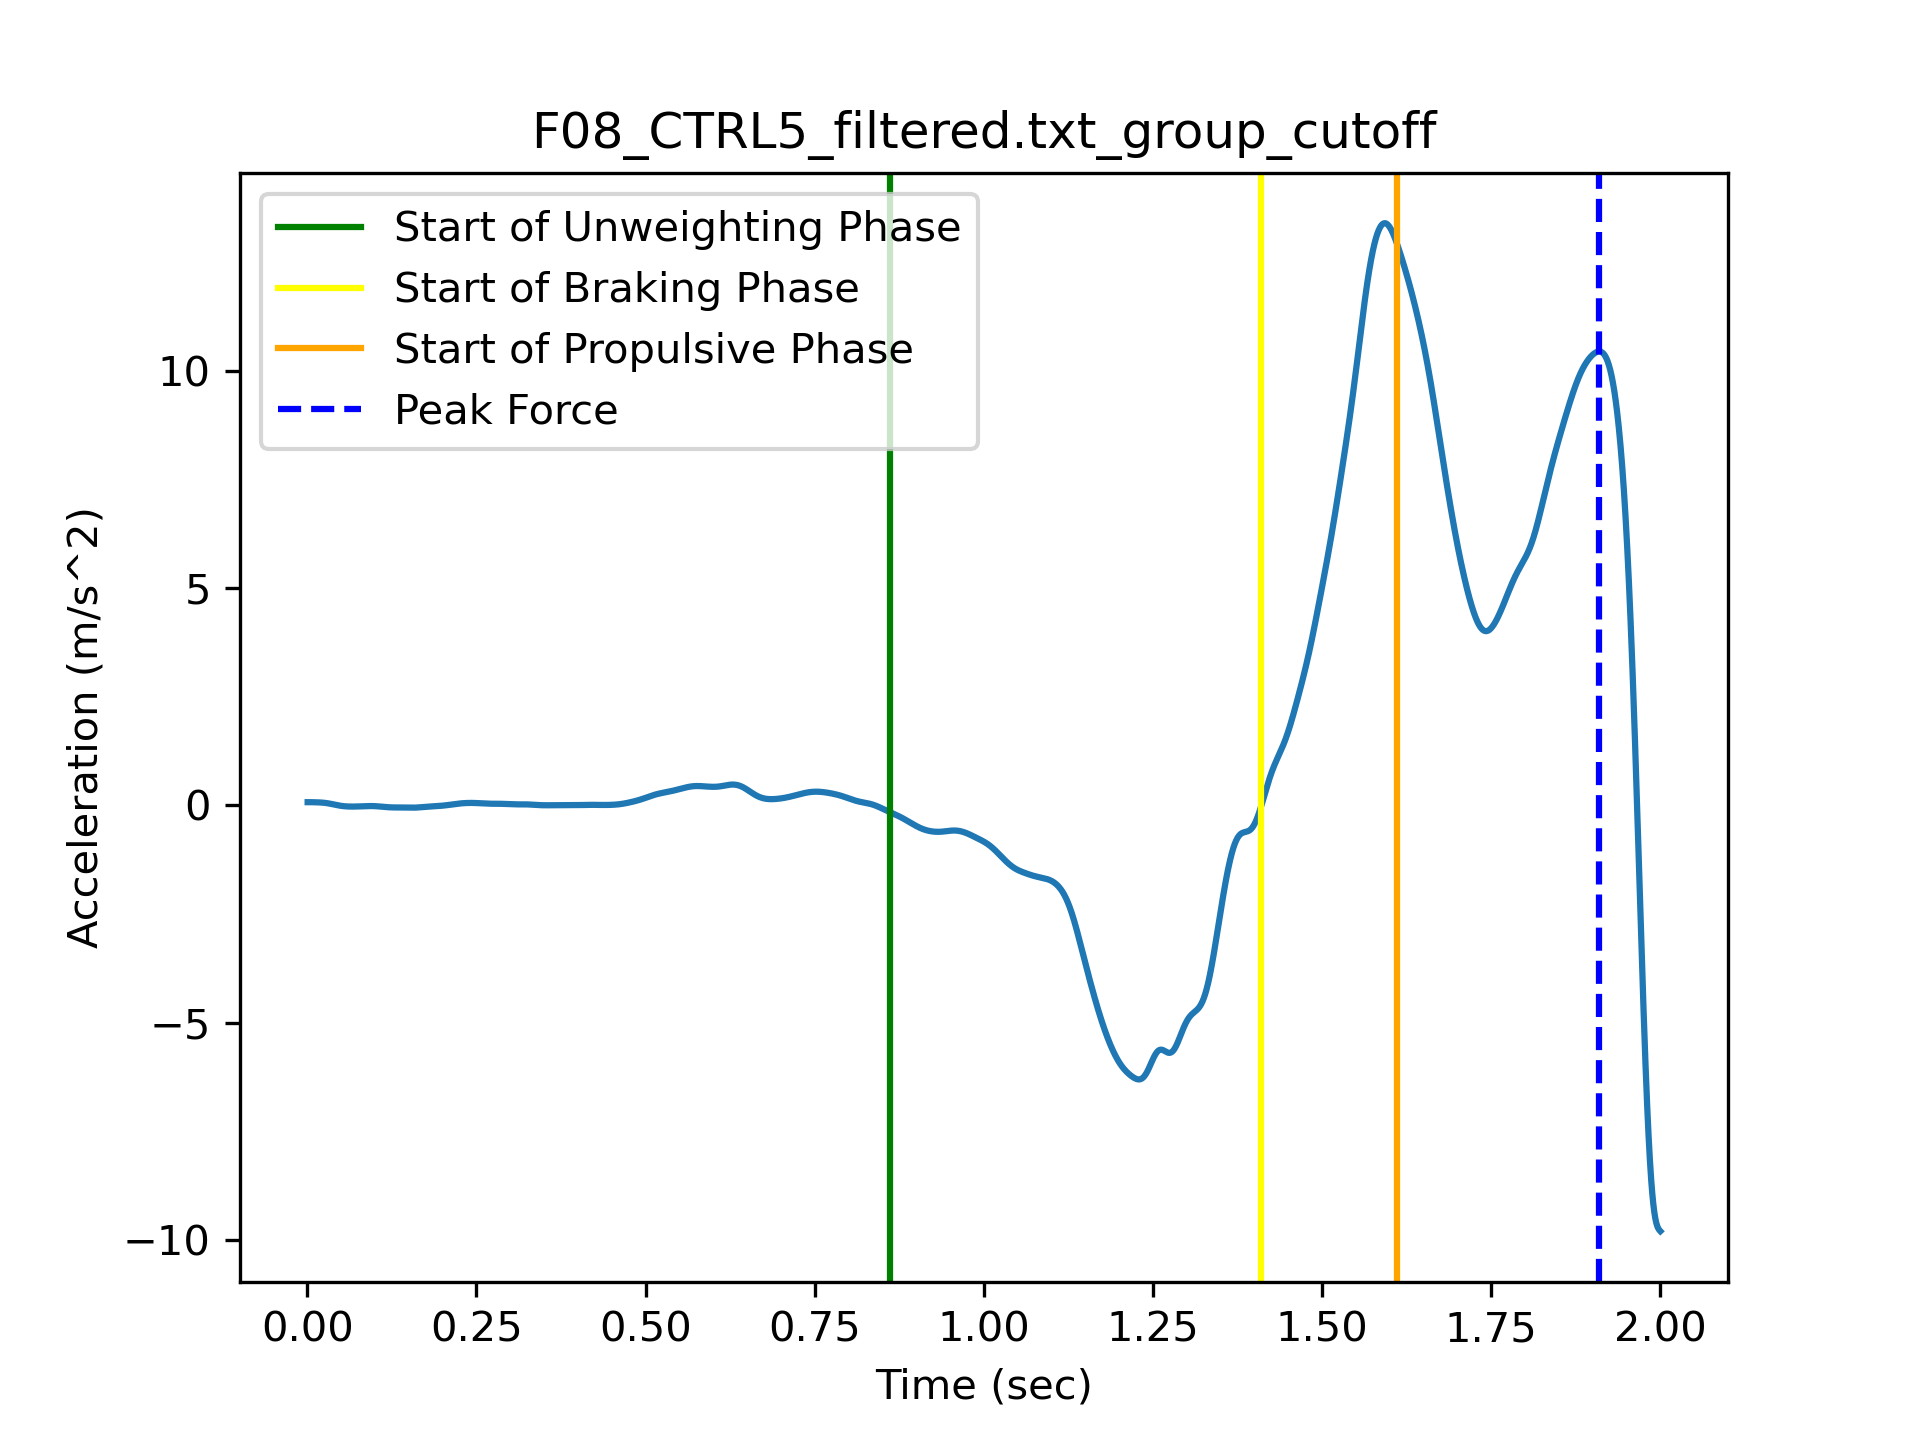 F08_CTRL5_filtered.txt_group_cutoff
Start of Unweighting Phase
Start of Braking Phase
Start of Propulsive Phase
Peak Force
10
5
0
−5
−10
Acceleration (m/s^2)
0.00 0.25 0.50 0.75 1.00 1.25 1.50 1.75 2.00
Time (sec)